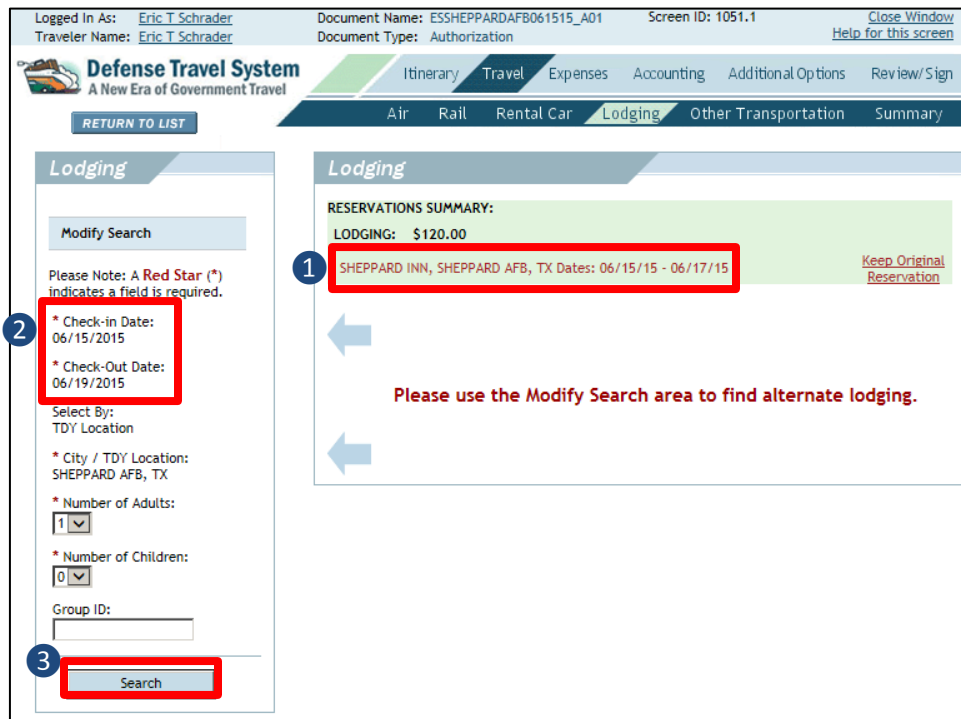 Logged In As: Eric T Schrader Document Name: ESSHEPPARDAFB061515_A01 Screen ID: 1051.1 Close Window
Traveler Name: Eric T Schrader Document Type: Authorization Help for this screen
Defense Travel System
A New Era of Government Travel
Itinerary Travel Expenses Accounting Additional Options Review/Sign
RETURN TO LIST
Air Rail Rental Car Lodging Other Transportation Summary
Lodging
Modify Search
Please Note: A Red Star (*)
indicates a field is required.
2
* Check-in Date:
06/15/2015
* Check-Out Date:
06/19/2015
Select By:
TDY Location
* City / TDY Location:
SHEPPARD AFB, TX
* Number of Adults:
1
* Number of Children:
0
Group ID:
3
Search
Lodging
RESERVATIONS SUMMARY:
LODGING: $120.00
1 SHEPPARD INN, SHEPPARD AFB, TX Dates: 06/15/15 - 06/17/15
Keep Original
Reservation
Please use the Modify Search area to find alternate lodging.